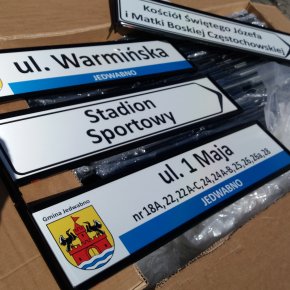 Kościół Świętego Józefa
i Matki Boskiej Częstochowskiej
ul. Warmińska
JEDWABNO
Stadion
Sportowy
ul. 1 Maja
nr 18A, 22, 22A-C, 24, 24A-B, 25, 26, 26a, 28
JEDWABNO
Gmina Jedwabno